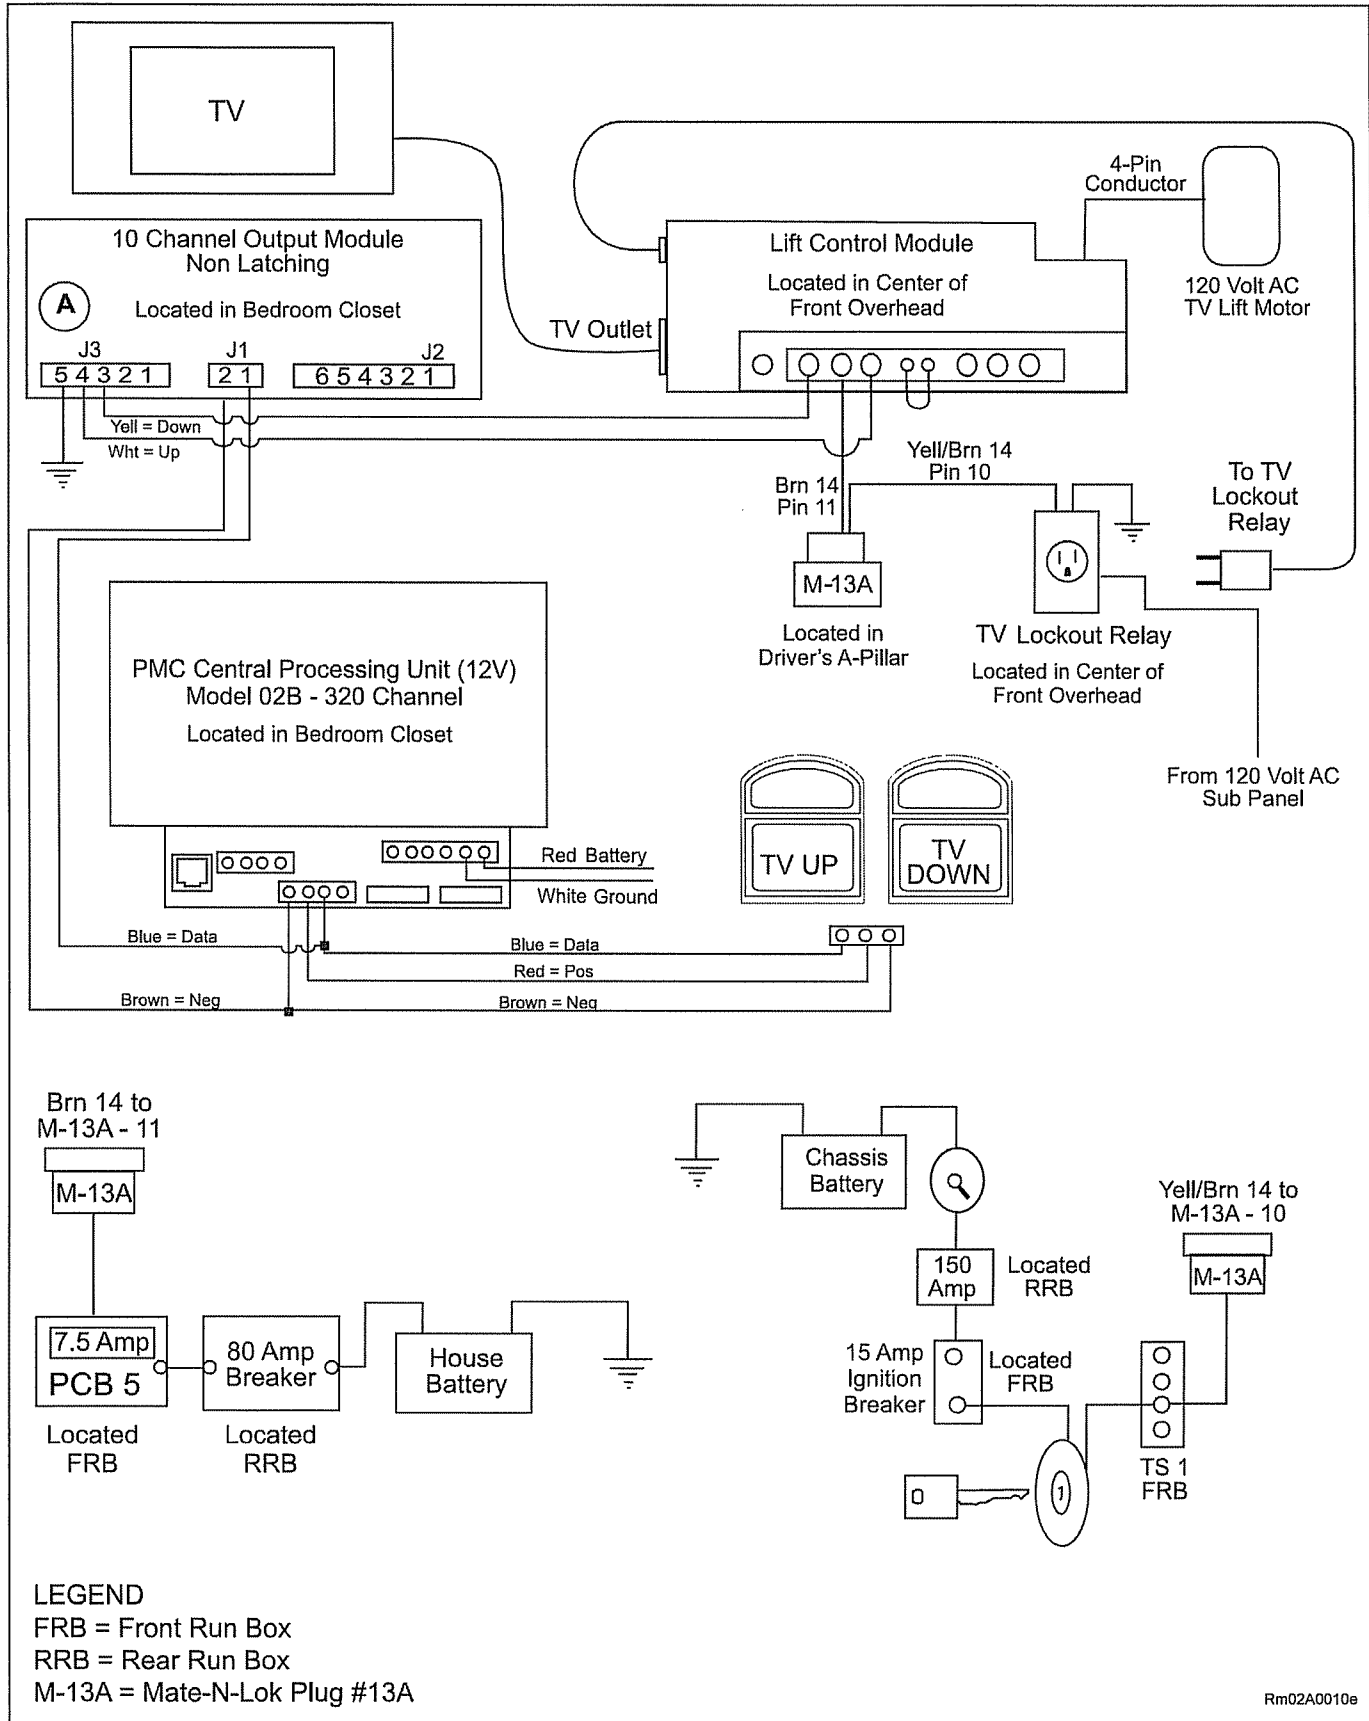 TV
10 Channel Output Module
Non Latching
A
Located in Bedroom Closet
J3
J1
J2
5 4 3 2 1
2 1
6 5 4 3 2 1
Yell = Down
Wht = Up
TV Outlet
Lift Control Module
Located in Center of
Front Overhead
4-Pin
Conductor
120 Volt AC
TV Lift Motor
Brn 14
Pin 11
Yell/Brn 14
Pin 10
M-13A
Located in
Driver's A-Pillar
TV Lockout Relay
Located in Center of
Front Overhead
To TV
Lockout
Relay
From 120 Volt AC
Sub Panel
PMC Central Processing Unit (12V)
Model 02B - 320 Channel
Located in Bedroom Closet
Red Battery
White Ground
TV UP
TV
DOWN
Blue = Data
Blue = Data
Red = Pos
Brown = Neg
Brown = Neg
Brn 14 to
M-13A - 11
M-13A
7.5 Amp
PCB 5
Located
FRB
80 Amp
Breaker
Located
RRB
House
Battery
Chassis
Battery
150
Amp
Located
RRB
15 Amp
Ignition
Breaker
Located
FRB
Yell/Brn 14 to
M-13A - 10
M-13A
TS 1
FRB
LEGEND
FRB = Front Run Box
RRB = Rear Run Box
M-13A = Mate-N-Lok Plug #13A
Rm02A0010e